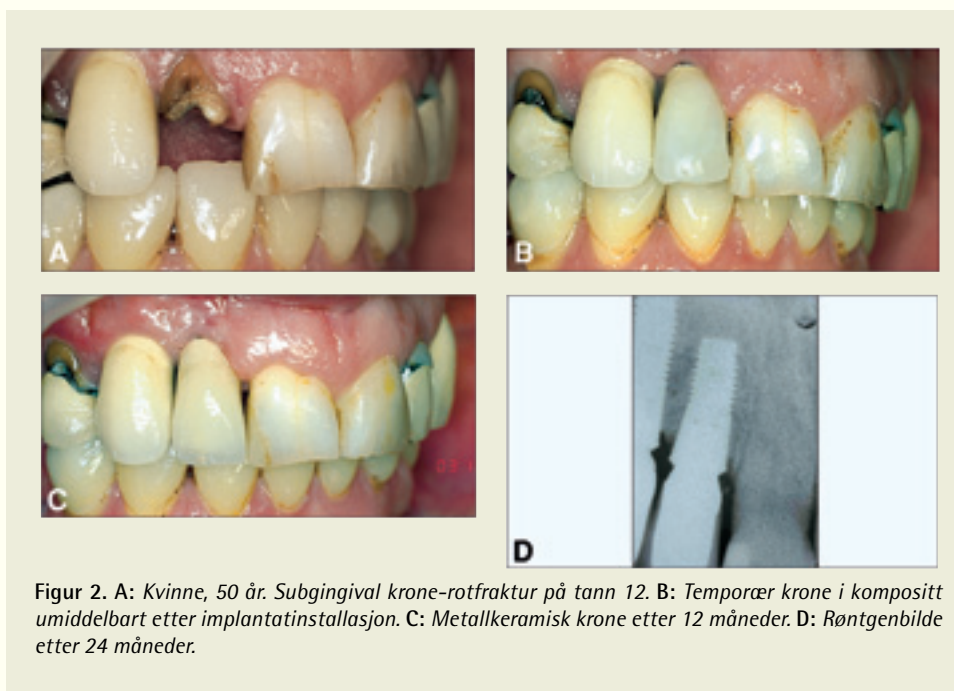 A
B
C
D
Figur 2. A: Kvinne, 50 år. Subgingival krone-rotfraktur på tann 12. B: Temporær krone i kompositt
umiddelbart etter implantatinstallasjon. C: Metallkeramisk krone etter 12 måneder. D: Røntgenbilde
etter 24 måneder.